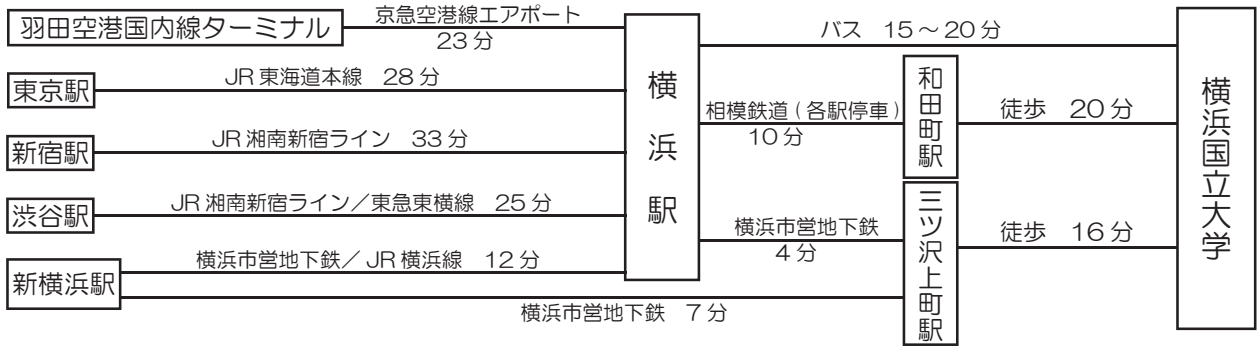 羽田空港国内線ターミナル
京急空港線エアポート
23分
東京駅
JR東海道本線 28分
新宿駅
JR湘南新宿ライン 33分
渋谷駅
JR湘南新宿ライン/東急東横線 25分
新横浜駅
横浜市営地下鉄/JR横浜線 12分
横浜市営地下鉄 7分
横浜駅
バス 15~20分
相模鉄道(各駅停車)
10分
和田町駅
徒歩 20分
横浜市営地下鉄
4分
三ツ沢上町駅
徒歩 16分
横浜国立大学